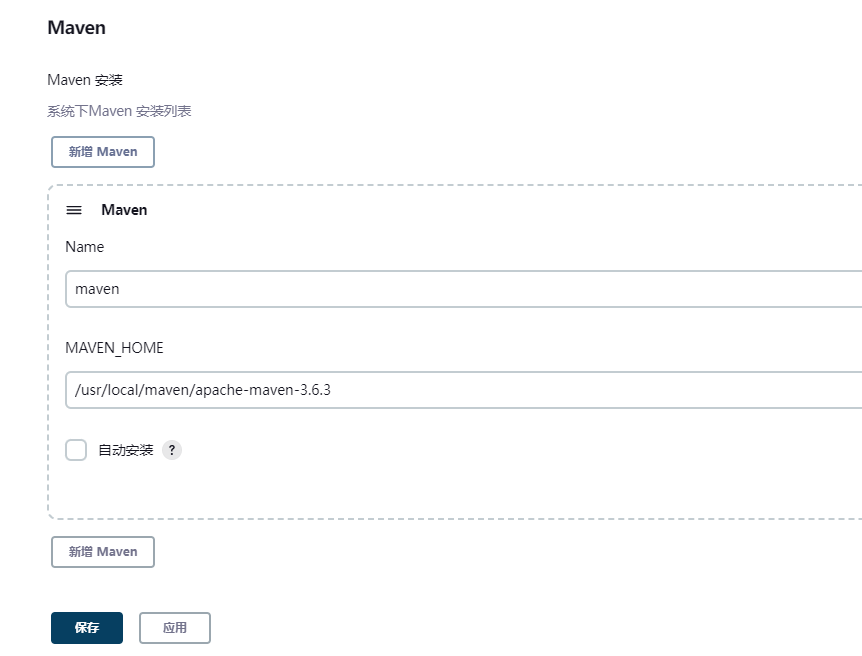 Maven
Maven 安装
系统下Maven 安装列表
新增 Maven
Maven
Name
maven
MAVEN_HOME
/usr/local/maven/apache-maven-3.6.3
自动安装 ?
新增 Maven
保存 应用